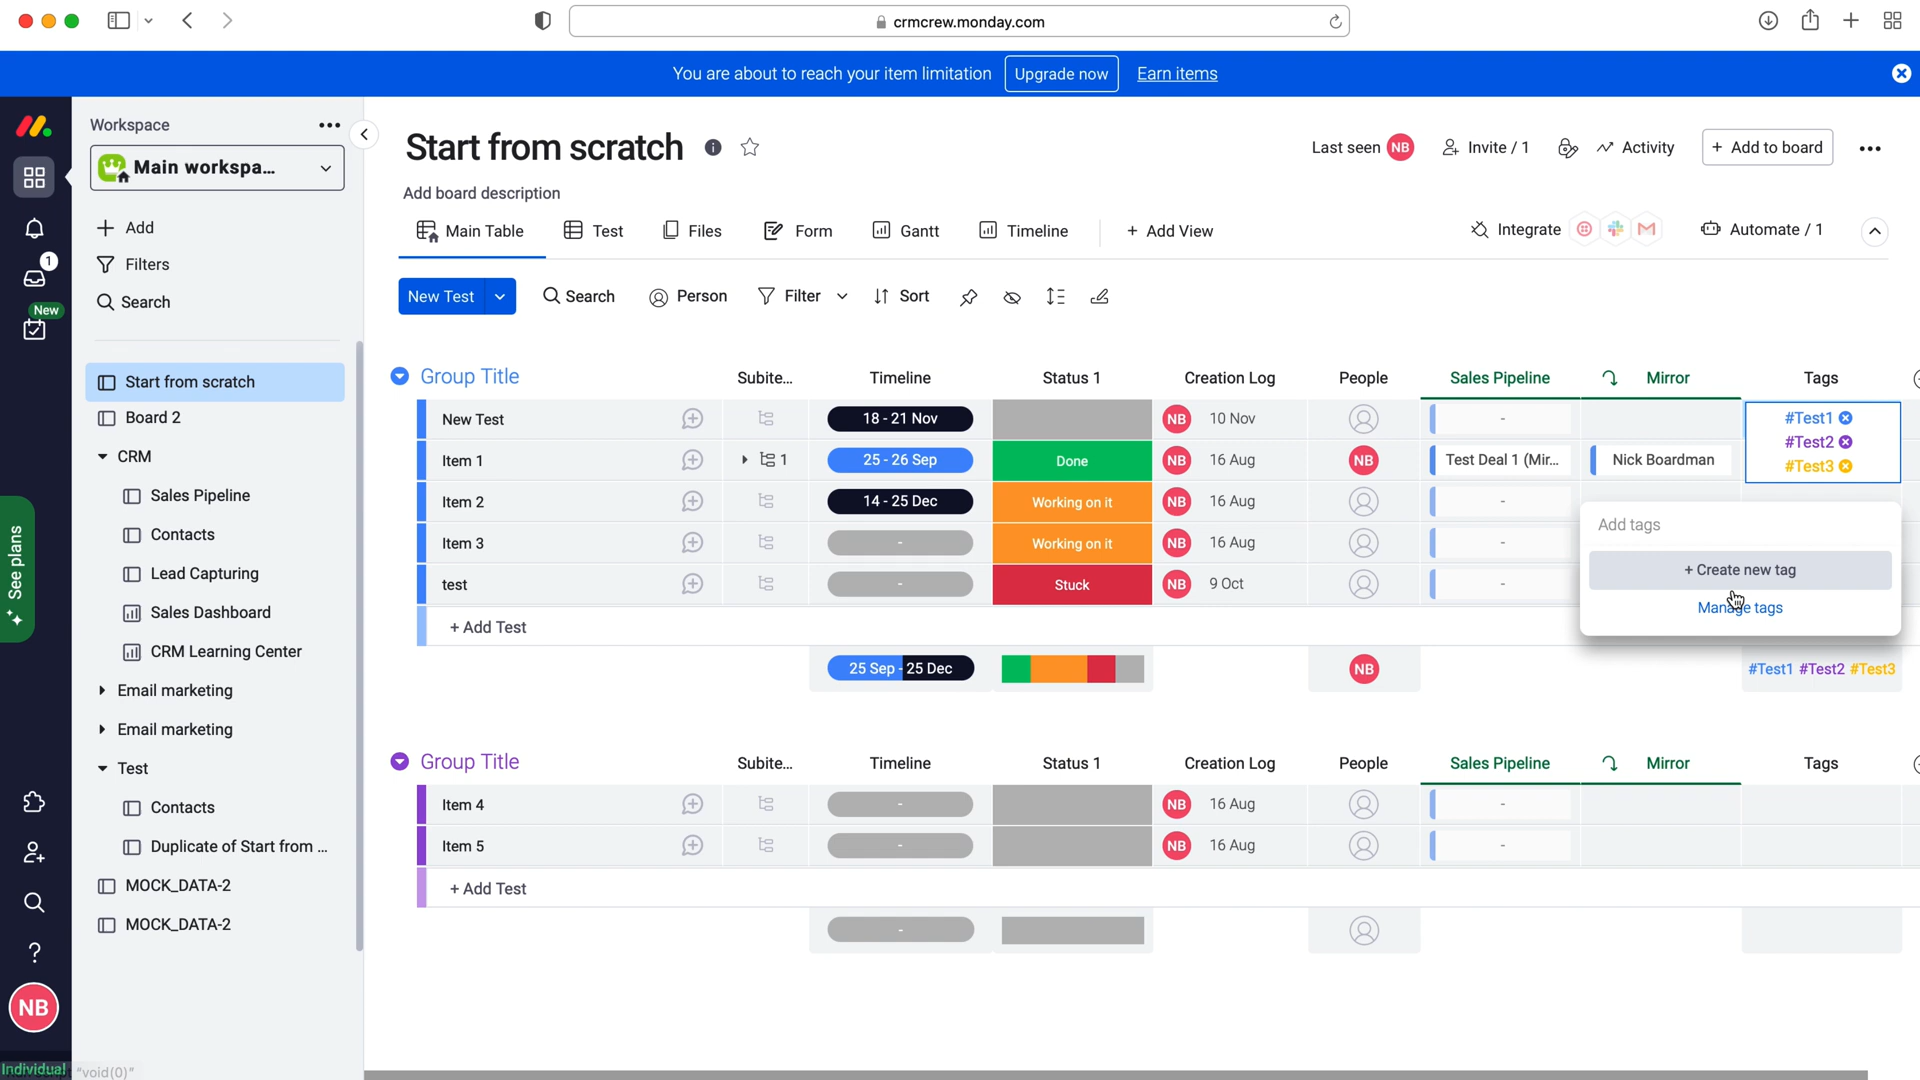 crmcrew.monday.com
You are about to reach your item limitation Upgrade now Earn items
Workspace
Main workspa...
Add
Filters
Search
1
New
See plans
Start from scratch
Board 2
CRM
Sales Pipeline
Contacts
Lead Capturing
Sales Dashboard
CRM Learning Center
Email marketing
Email marketing
Test
Contacts
Duplicate of Start from ...
MOCK_DATA-2
MOCK_DATA-2
NB
Individual
"void(0)"
Start from scratch
Last seen NB Invite / 1 Activity + Add to board
Add board description
Main Table Test Files Form Gantt Timeline + Add View Integrate Automate / 1
New Test Search Person Filter Sort
Group Title Subite... Timeline Status 1 Creation Log People Sales Pipeline Mirror Tags
New Test 18 - 21 Nov NB 10 Nov - #Test1
#Test2
Item 1 1 25 - 26 Sep Done NB 16 Aug NB Test Deal 1 (Mir... Nick Boardman #Test3
Item 2 14 - 25 Dec Working on it NB 16 Aug -
Add tags
Item 3 - Working on it NB 16 Aug -
+ Create new tag
test - Stuck NB 9 Oct -
Manage tags
+ Add Test
25 Sep - 25 Dec NB #Test1 #Test2 #Test3
Group Title Subite... Timeline Status 1 Creation Log People Sales Pipeline Mirror Tags
Item 4 - NB 16 Aug -
Item 5 - NB 16 Aug -
+ Add Test
-